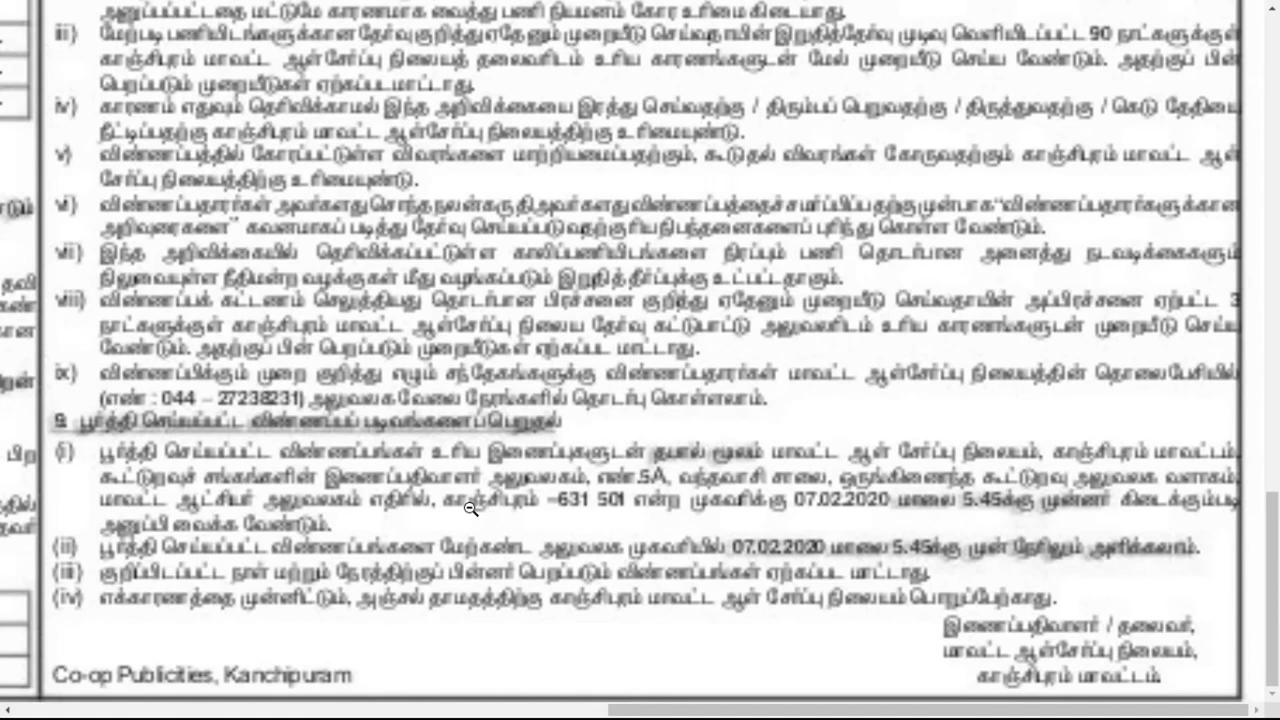 அனுப்பப்பட்டதை மட்டுமே காரணமாக வைத்து பணி நியமனம் கோர உரிமை கிடையாது.
iii) மேற்படி பணியிடங்களுக்கான தேர்வு குறித்து ஏதேனும் முறையீடு செய்வதாயின் இறுதித்தேர்வு முடிவு வெளியிடப்பட்ட 90 நாட்களுக்குள்
காஞ்சிபுரம் மாவட்ட ஆள்சேர்ப்பு நிலையத் தலைவரிடம் உரிய காரணங்களுடன் மேல் முறையீடு செய்ய வேண்டும். அதற்குப் பின்
பெறப்படும் முறையீடுகள் ஏற்கப்படமாட்டாது.
iv) காரணம் எதுவும் தெரிவிக்காமல் இந்த அறிவிக்கையை இரத்து செய்வதற்கு / திரும்பப் பெறுவதற்கு / திருத்துவதற்கு / கெடு தேதியை
நீட்டிப்பதற்கு காஞ்சிபுரம் மாவட்ட ஆள்சேர்ப்பு நிலையத்திற்கு உரிமையுண்டு.
v) விண்ணப்பத்தில் கோரப்பட்டுள்ள விவரங்களை மாற்றியமைப்பதற்கும், கூடுதல் விவரங்கள் கோருவதற்கும் காஞ்சிபுரம் மாவட்ட ஆள்
சேர்ப்பு நிலையத்திற்கு உரிமையுண்டு.
ண்டும் vi) விண்ணப்பதாரர்கள் அவர்களது சொந்த நலன் கருதி அவர்களது விண்ணப்பத்தைச் சமர்ப்பிப்பதற்கு முன்பாக “விண்ணப்பதாரர்களுக்கான
அறிவுரைகளை” கவனமாகப் படித்து தேர்வு செய்யப்படுவதற்குரிய நிபந்தனைகளைப் புரிந்து கொள்ள வேண்டும்.
vii) இந்த அறிவிக்கையில் தெரிவிக்கப்பட்டுள்ள காலிப்பணியிடங்களை நிரப்பும் பணி தொடர்பான அனைத்து நடவடிக்கைகளும்
தவி நிலுவையுள்ள நீதிமன்ற வழக்குகள் மீது வழங்கப்படும் இறுதித் தீர்ப்புக்கு உட்பட்டதாகும்.
கண் viii) விண்ணப்பக் கட்டணம் செலுத்தியது தொடர்பான பிரச்சனை குறித்து ஏதேனும் முறையீடு செய்வதாயின் அப்பிரச்சனை ஏற்பட்ட 3
ான நாட்களுக்குள் காஞ்சிபுரம் மாவட்ட ஆள்சேர்ப்பு நிலைய தேர்வு கட்டுபாட்டு அலுவலரிடம் உரிய காரணங்களுடன் முறையீடு செய்ய
வேண்டும். அதற்குப் பின் பெறப்படும் முறையீடுகள் ஏற்கப்பட மாட்டாது.
ix) விண்ணப்பிக்கும் முறை குறித்து எழும் சந்தேகங்களுக்கு விண்ணப்பதாரர்கள் மாவட்ட ஆள்சேர்ப்பு நிலையத்தின் தொலைபேசியில்
(எண் : 044 – 27238231) அலுவலக வேலை நேரங்களில் தொடர்பு கொள்ளலாம்.
9. பூர்த்தி செய்யப்பட்ட விண்ணப்பப் படிவங்களைப் பெறுதல்
பிற (i) பூர்த்தி செய்யப்பட்ட விண்ணப்பங்கள் உரிய இணைப்புகளுடன் தபால் மூலம் மாவட்ட ஆள் சேர்ப்பு நிலையம், காஞ்சிபுரம் மாவட்டம்,
கூட்டுறவுச் சங்கங்களின் இணைப்பதிவாளர் அலுவலகம், எண்.5A, வந்தவாசி சாலை, ஒருங்கிணைந்த கூட்டுறவு அலுவலக வளாகம்,
மாவட்ட ஆட்சியர் அலுவலகம் எதிரில், காஞ்சிபுரம் –631 501 என்ற முகவரிக்கு 07.02.2020 மாலை 5.45க்கு முன்னர் கிடைக்கும்படி
அனுப்பி வைக்க வேண்டும்.
(ii) பூர்த்தி செய்யப்பட்ட விண்ணப்பங்களை மேற்கண்ட அலுவலக முகவரியில் 07.02.2020 மாலை 5.45க்கு முன் நேரிலும் அளிக்கலாம்.
(iii) குறிப்பிடப்பட்ட நாள் மற்றும் நேரத்திற்குப் பின்னர் பெறப்படும் விண்ணப்பங்கள் ஏற்கப்பட மாட்டாது.
(iv) எக்காரணத்தை முன்னிட்டும், அஞ்சல் தாமதத்திற்கு காஞ்சிபுரம் மாவட்ட ஆள் சேர்ப்பு நிலையம் பொறுப்பேற்காது.
இணைப்பதிவாளர் / தலைவர்,
மாவட்ட ஆள்சேர்ப்பு நிலையம்,
Co-op Publicities, Kanchipuram காஞ்சிபுரம் மாவட்டம்.